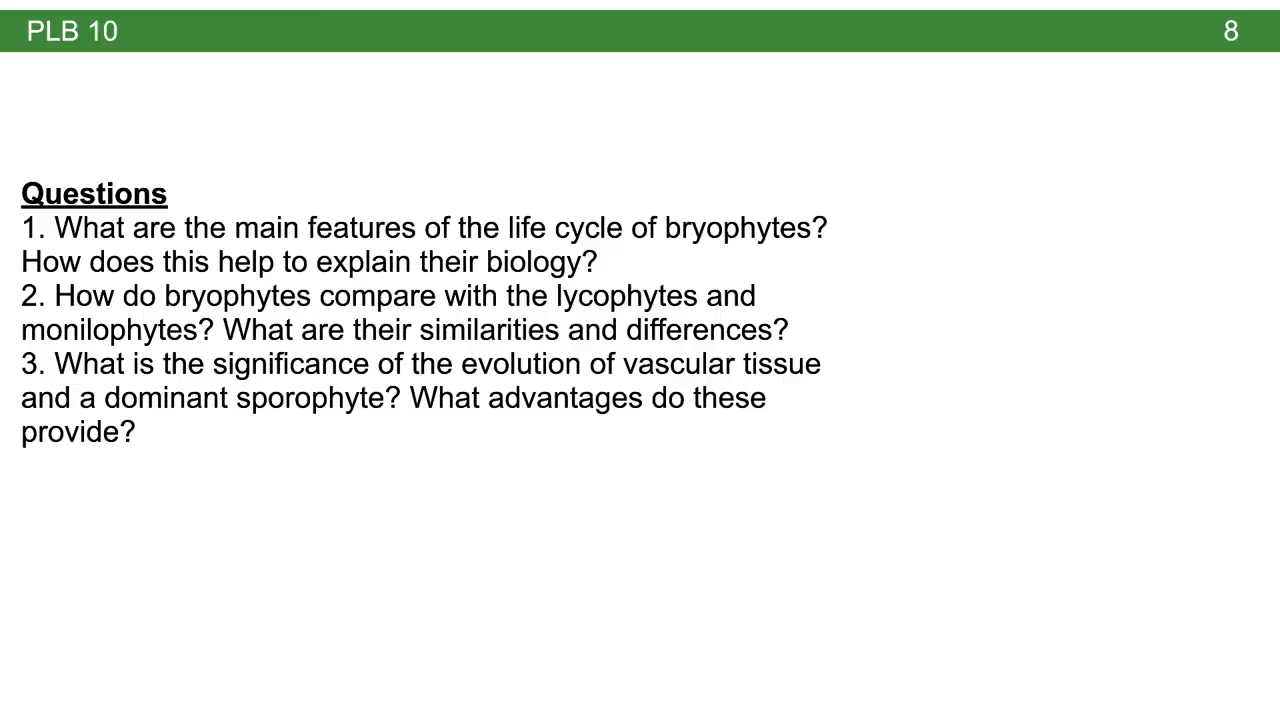 PLB 10
8
Questions
1. What are the main features of the life cycle of bryophytes?
How does this help to explain their biology?
2. How do bryophytes compare with the lycophytes and
monilophytes? What are their similarities and differences?
3. What is the significance of the evolution of vascular tissue
and a dominant sporophyte? What advantages do these
provide?